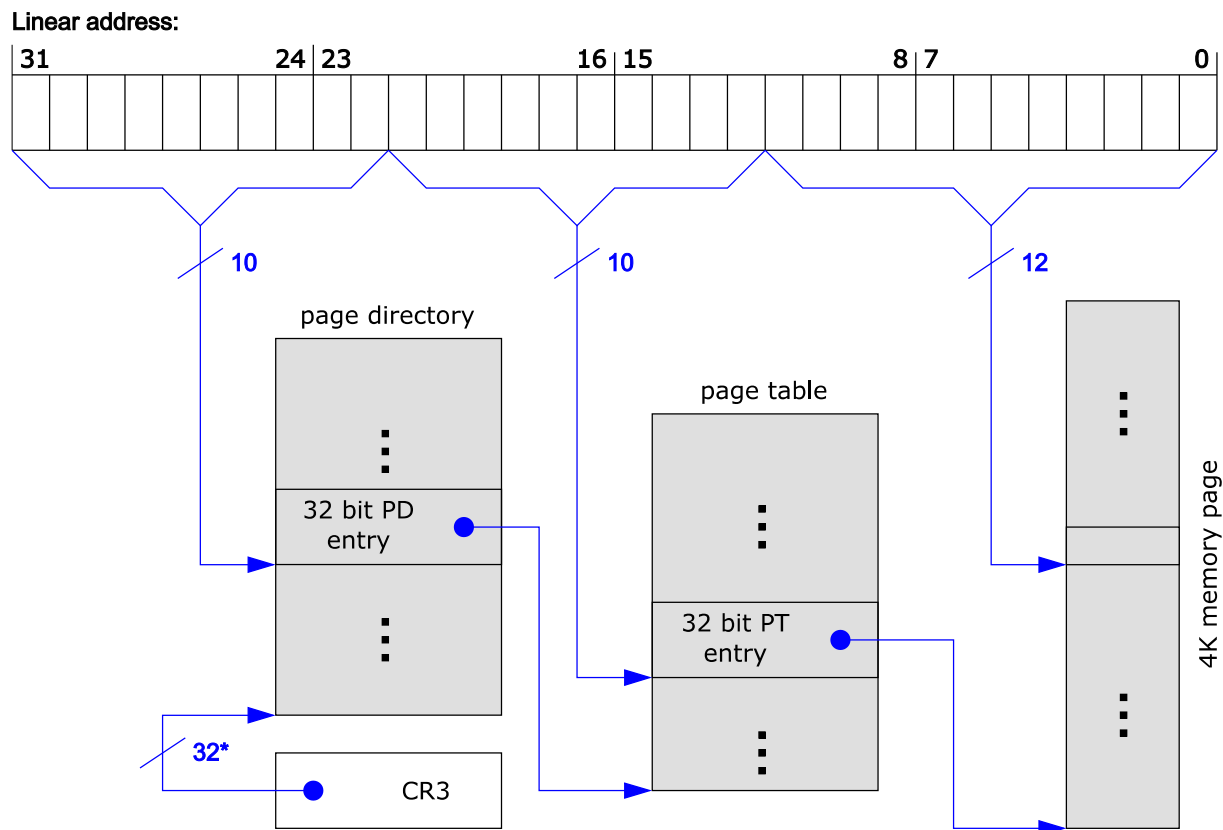 Linear address:
31 24 23 16 15 8 7 0
10 10 12
page directory
page table
32 bit PD
entry
32 bit PT
entry
4K memory page
32*
CR3